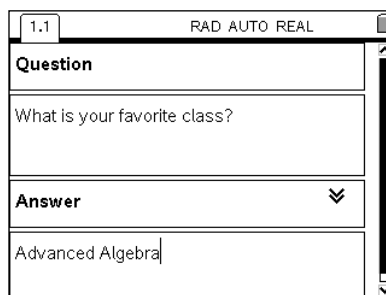 1.1 RAD AUTO REAL
Question
What is your favorite class?
Answer
Advanced Algebra